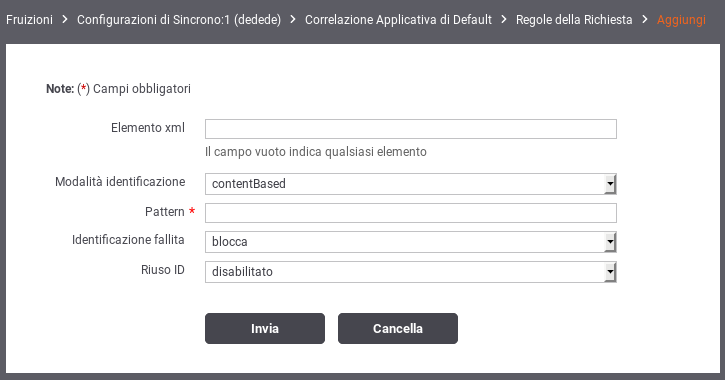 Fruizioni > Configurazioni di Sincrono:1 (dedede) > Correlazione Applicativa di Default > Regole della Richiesta > Aggiungi
Note: (*) Campi obbligatori
Elemento xml
Il campo vuoto indica qualsiasi elemento
Modalità identificazione contentBased
Pattern *
Identificazione fallita blocca
Riuso ID disabilitato
Invia Cancella